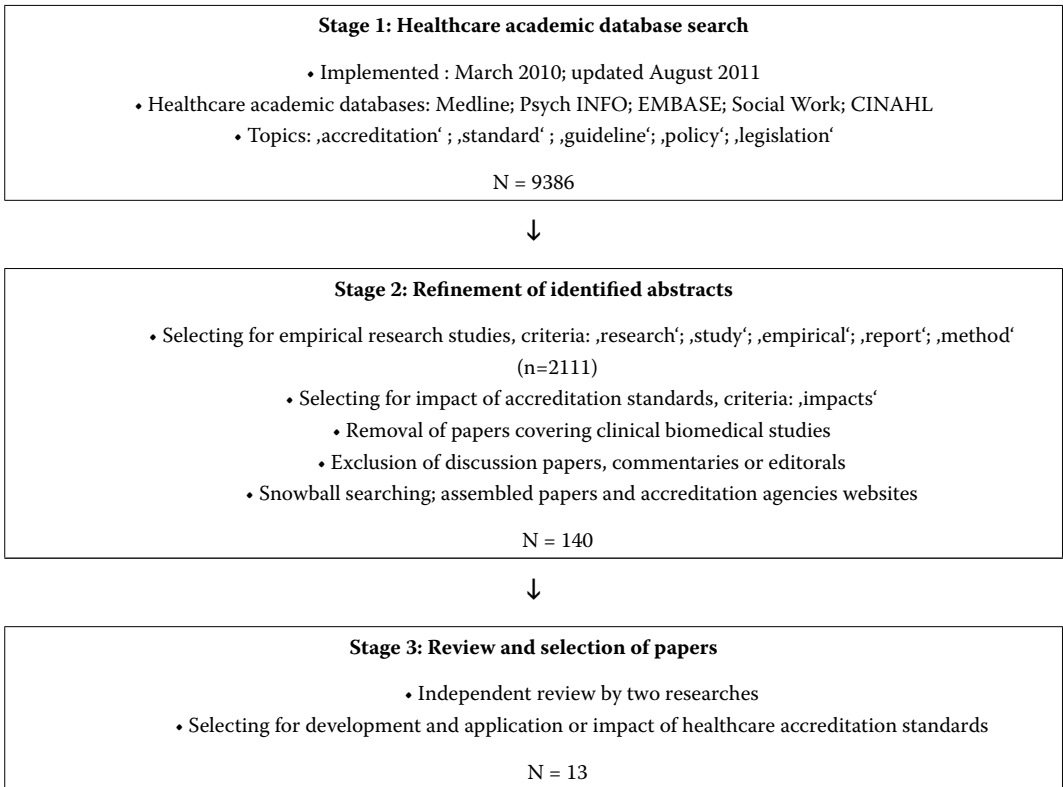 Stage 1: Healthcare academic database search
• Implemented : March 2010; updated August 2011
• Healthcare academic databases: Medline; Psych INFO; EMBASE; Social Work; CINAHL
• Topics: ‚accreditation‘ ; ‚standard‘ ; ‚guideline‘; ‚policy‘; ‚legislation‘
N = 9386
↓
Stage 2: Refinement of identified abstracts
• Selecting for empirical research studies, criteria: ‚research‘; ‚study‘; ‚empirical‘; ‚report‘; ‚method‘
(n=2111)
• Selecting for impact of accreditation standards, criteria: ‚impacts‘
• Removal of papers covering clinical biomedical studies
• Exclusion of discussion papers, commentaries or editorals
• Snowball searching; assembled papers and accreditation agencies websites
N = 140
↓
Stage 3: Review and selection of papers
• Independent review by two researches
• Selecting for development and application or impact of healthcare accreditation standards
N = 13